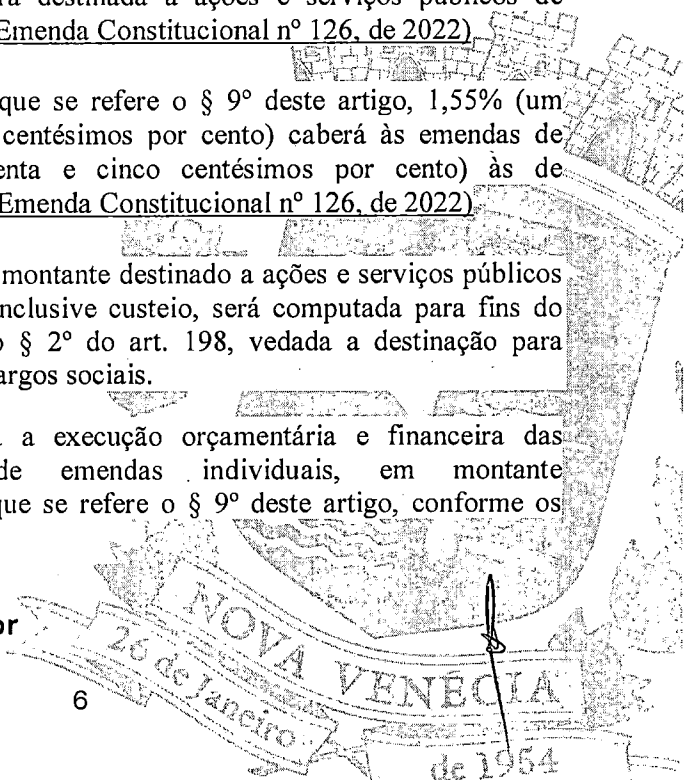 destinada a ações e serviços públicos de
Emenda Constitucional nº 126, de 2022)
que se refere o § 9º deste artigo, 1,55% (um
centésimos por cento) caberá às emendas de
enta e cinco centésimos por cento) às de
Emenda Constitucional nº 126, de 2022)
montante destinado a ações e serviços públicos
nclusive custeio, será computada para fins do
§ 2º do art. 198, vedada a destinação para
argos sociais.
a execução orçamentária e financeira das
de emendas individuais, em montante
que se refere o § 9º deste artigo, conforme os
or
6
NOVA VENÉCIA
26 de Janeiro
de 1954